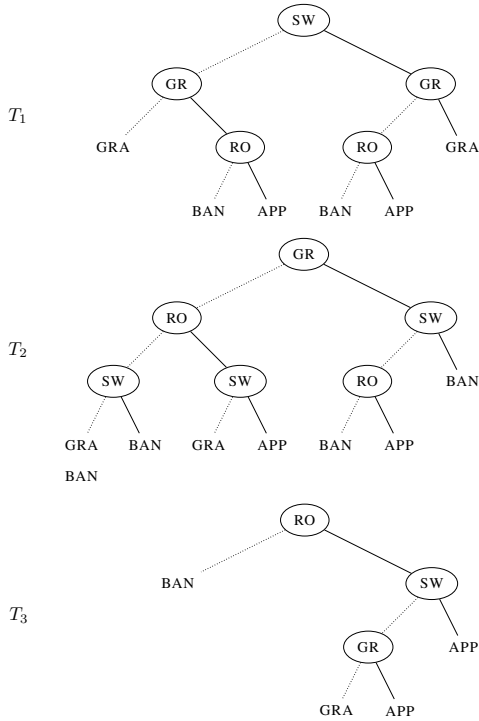 SW
GR GR
T1
GRA RO RO GRA
BAN APP BAN APP
GR
RO SW
T2
SW SW RO BAN
GRA BAN GRA APP BAN APP
BAN
RO
BAN SW
T3
GR APP
GRA APP